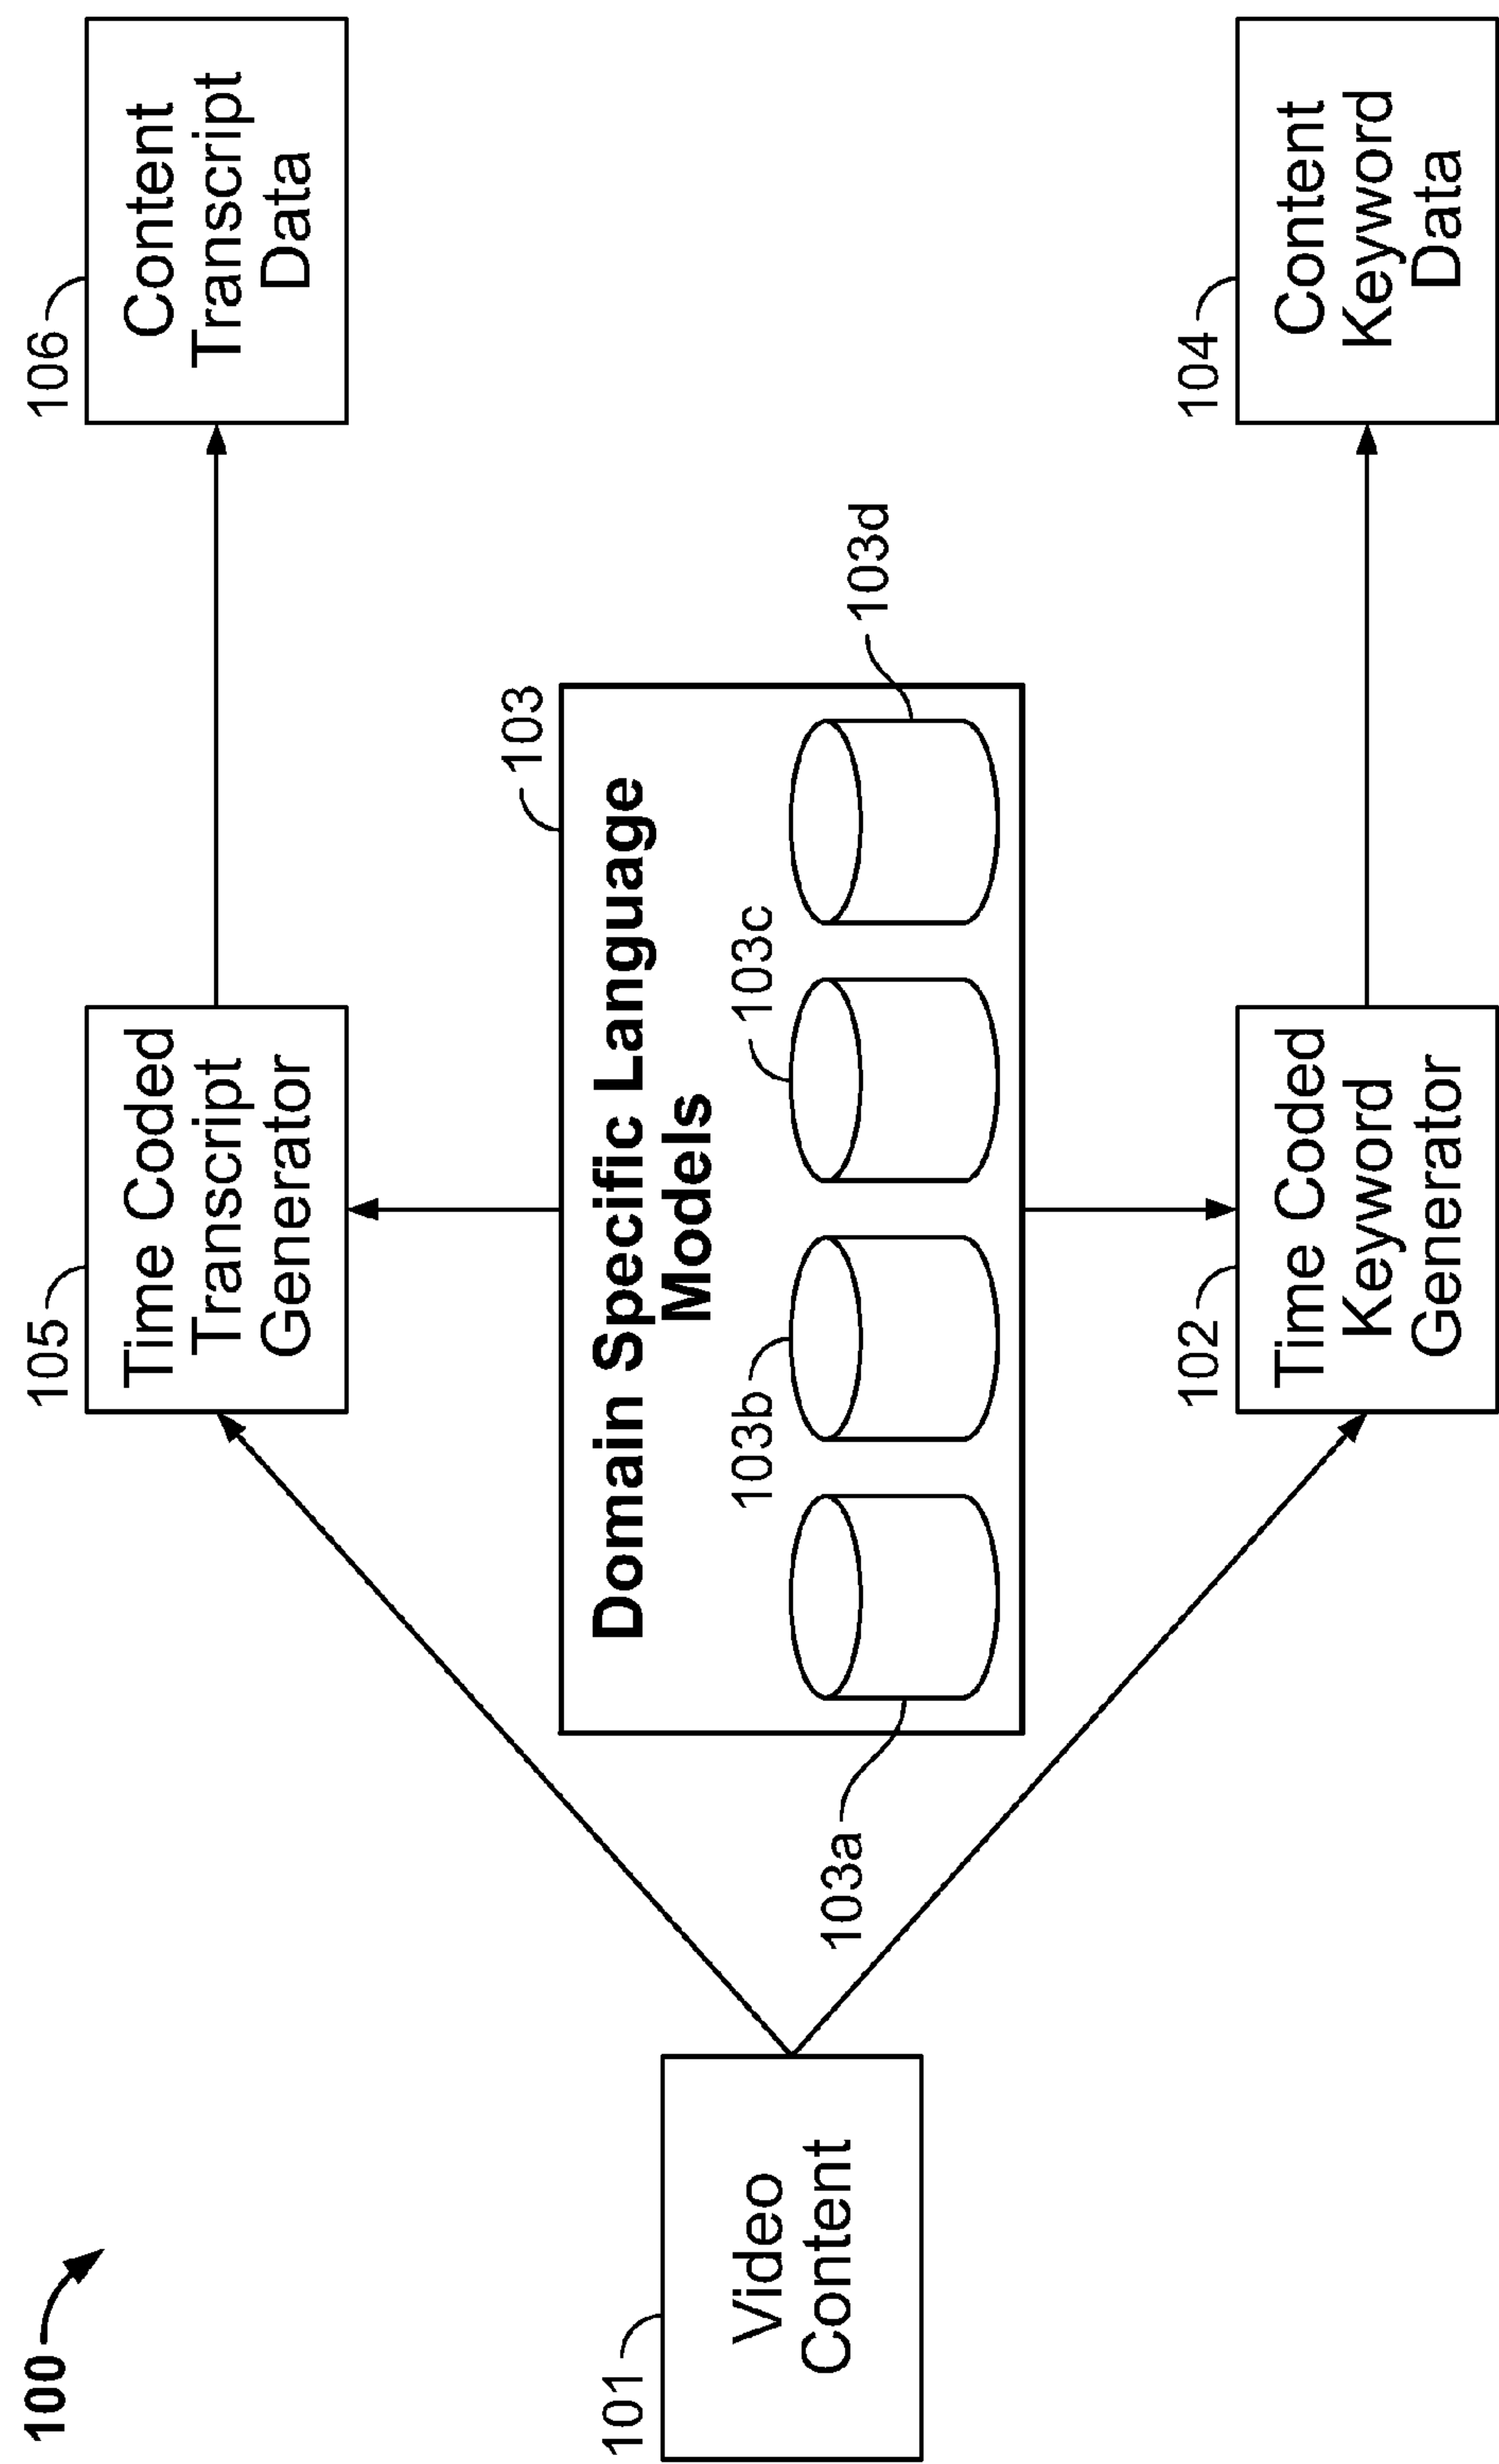 100
101
Video
Content
105
Time Coded
Transcript
Generator
106
Content
Transcript
Data
103
Domain Specific Language
Models
103a
103b
103c
103d
102
Time Coded
Keyword
Generator
104
Content
Keyword
Data